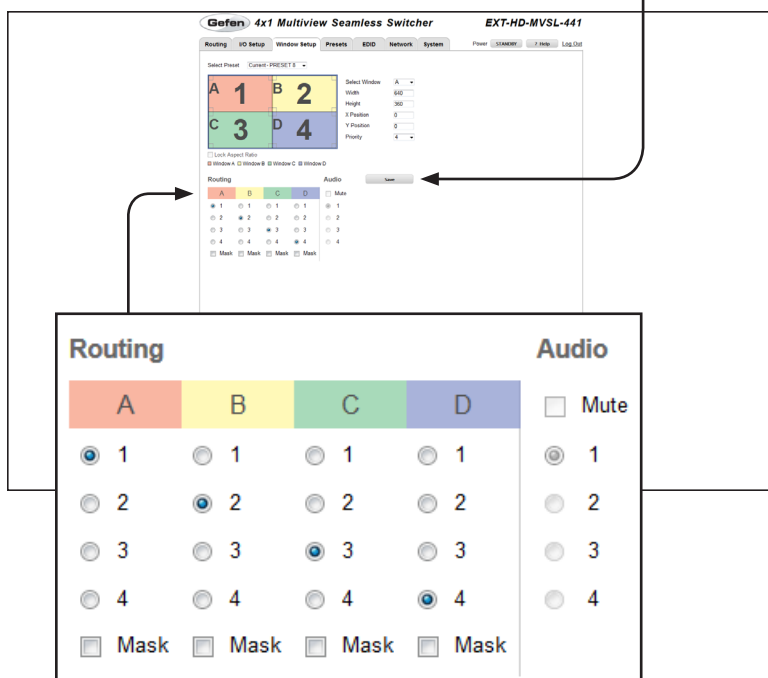 Gefen 4x1 Multiview Seamless Switcher EXT-HD-MVSL-441
Routing I/O Setup Window Setup Presets EDID Network System Power STANDBY ? Help Log Out
Select Preset Current - PRESET 8
A 1 B 2
C 3 D 4
Select Window A
Width 640
Height 360
X Position 0
Y Position 0
Priority 4
Lock Aspect Ratio
Window A Window B Window C Window D
Routing Audio Save
A B C D Mute
1 1 1 1 1
2 2 2 2 2
3 3 3 3 3
4 4 4 4 4
Mask Mask Mask Mask
Routing Audio
A B C D Mute
1 1 1 1 1
2 2 2 2 2
3 3 3 3 3
4 4 4 4 4
Mask Mask Mask Mask